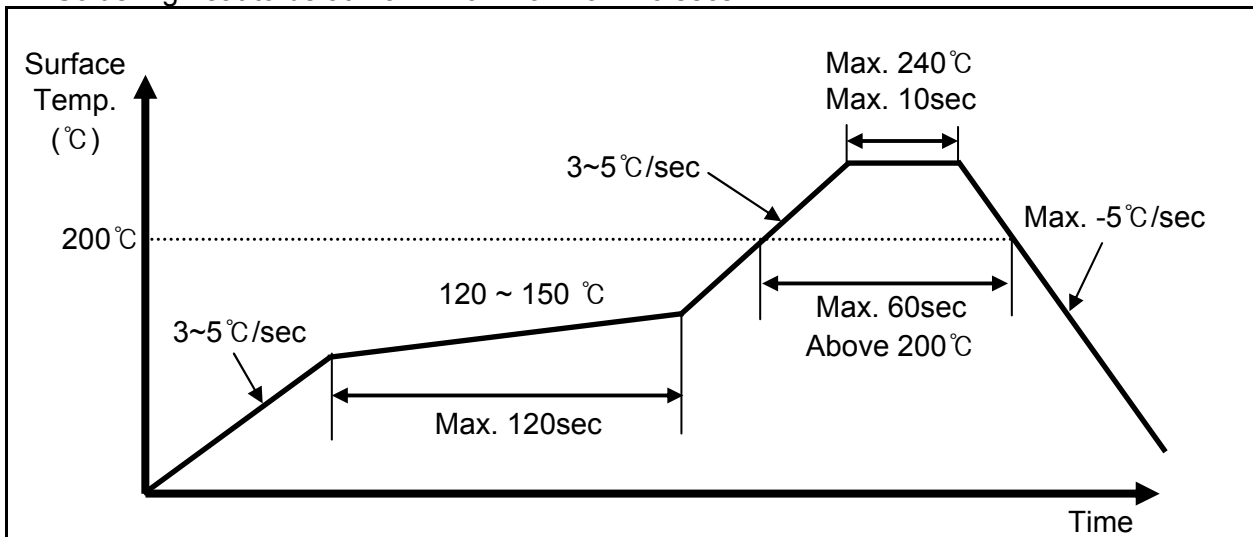 Surface
Temp.
(℃)
Max. 240℃
Max. 10sec
3~5℃/sec
Max. -5℃/sec
200℃
120 ~ 150 ℃
Max. 60sec
Above 200℃
3~5℃/sec
Max. 120sec
Time